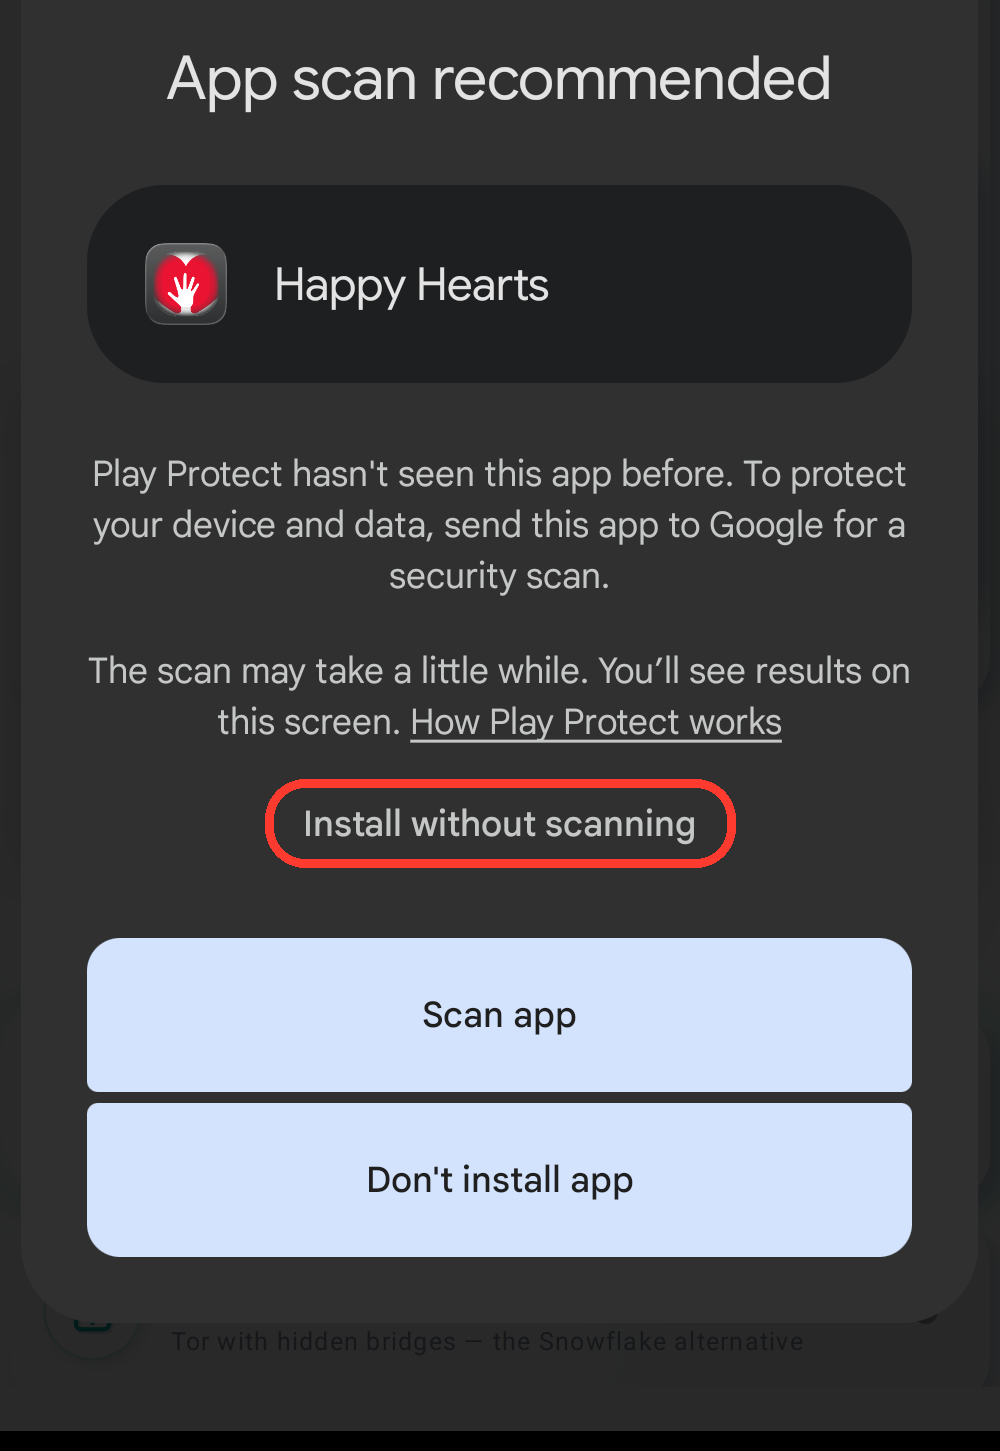 App scan recommended
Happy Hearts
Play Protect hasn't seen this app before. To protect
your device and data, send this app to Google for a
security scan.
The scan may take a little while. You’ll see results on
this screen. How Play Protect works
Install without scanning
Scan app
Don't install app
Tor with hidden bridges — the Snowflake alternative